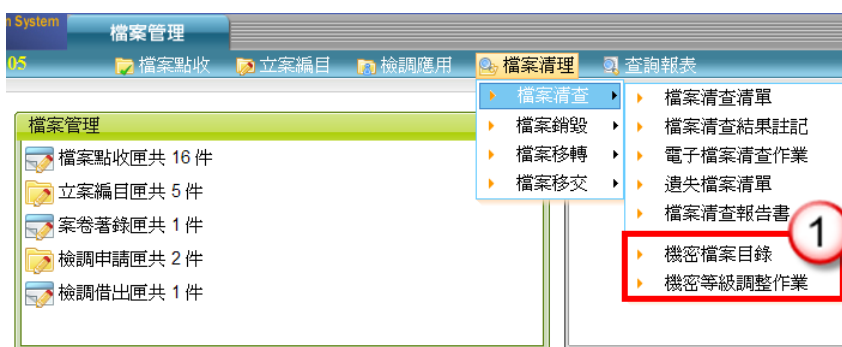 n System
檔案管理
05
檔案點收 立案編目 檢調應用 檔案清理 查詢報表
檔案清查
檔案銷毀
檔案移轉
檔案移交
檔案清查清單
檔案清查結果註記
電子檔案清查作業
遺失檔案清單
檔案清查報告書
機密檔案目錄
機密等級調整作業
1
檔案管理
檔案點收匣共 16 件
立案編目匣共 5 件
案卷著錄匣共 1 件
檢調申請匣共 2 件
檢調借出匣共 1 件